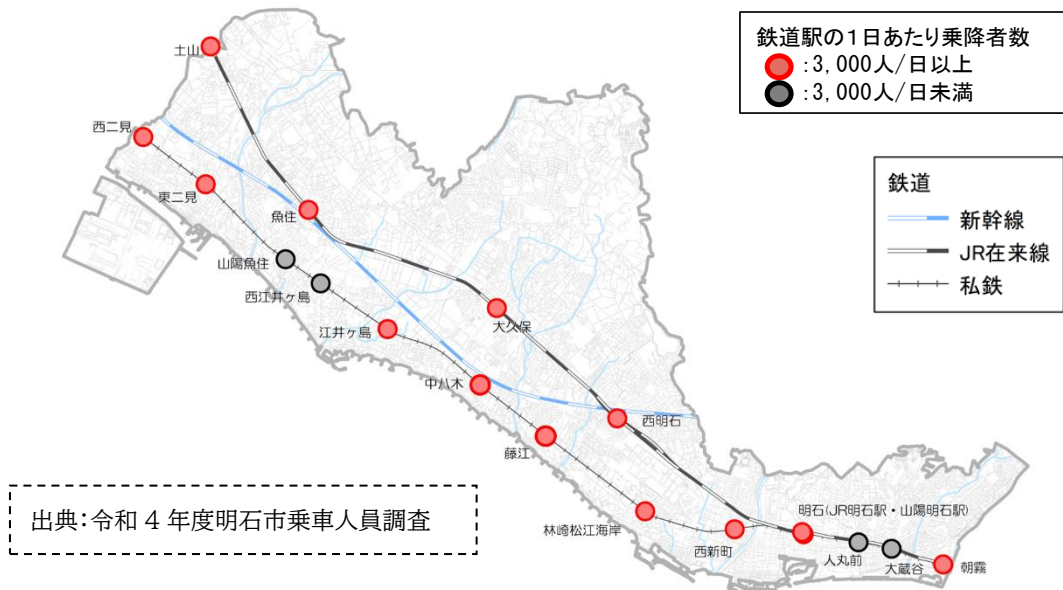 鉄道駅の1日あたり乗降者数
:3,000人/日以上
:3,000人/日未満
鉄道
新幹線
JR在来線
私鉄
土山
西二見
東二見
魚住
山陽魚住
西江井ヶ島
江井ヶ島
大久保
中八木
西明石
藤江
林崎松江海岸
西新町
明石(JR明石駅・山陽明石駅)
人丸前
大蔵谷
朝霧
出典:令和4年度明石市乗車人員調査